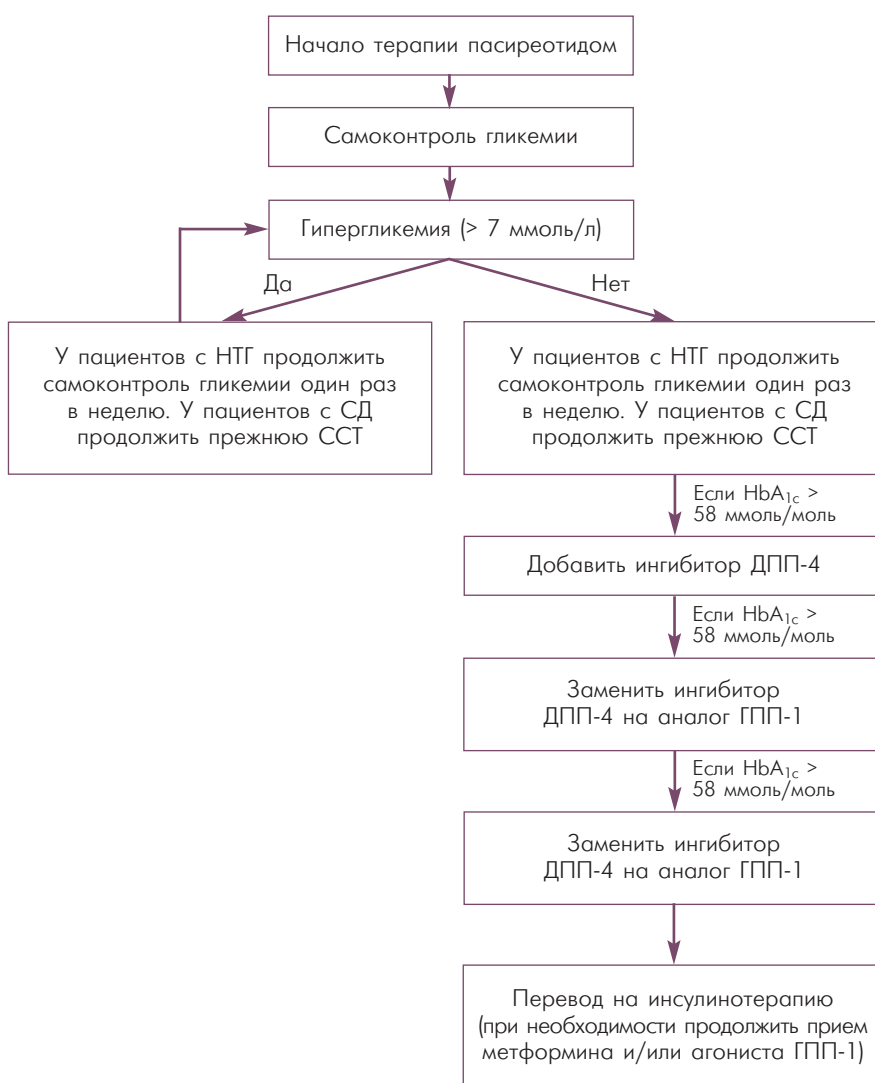 Начало терапии пасиреотидом
Самоконтроль гликемии
Гипергликемия (> 7 ммоль/л)
Да
Нет
У пациентов с НТГ продолжить
самоконтроль гликемии один раз
в неделю. У пациентов с СД
продолжить прежнюю ССТ
У пациентов с НТГ продолжить
самоконтроль гликемии один раз
в неделю. У пациентов с СД
продолжить прежнюю ССТ
Если HbA1c >
58 ммоль/моль
Добавить ингибитор ДПП-4
Если HbA1c >
58 ммоль/моль
Заменить ингибитор
ДПП-4 на аналог ГПП-1
Если HbA1c >
58 ммоль/моль
Заменить ингибитор
ДПП-4 на аналог ГПП-1
Перевод на инсулинотерапию
(при необходимости продолжить прием
метформина и/или агониста ГПП-1)